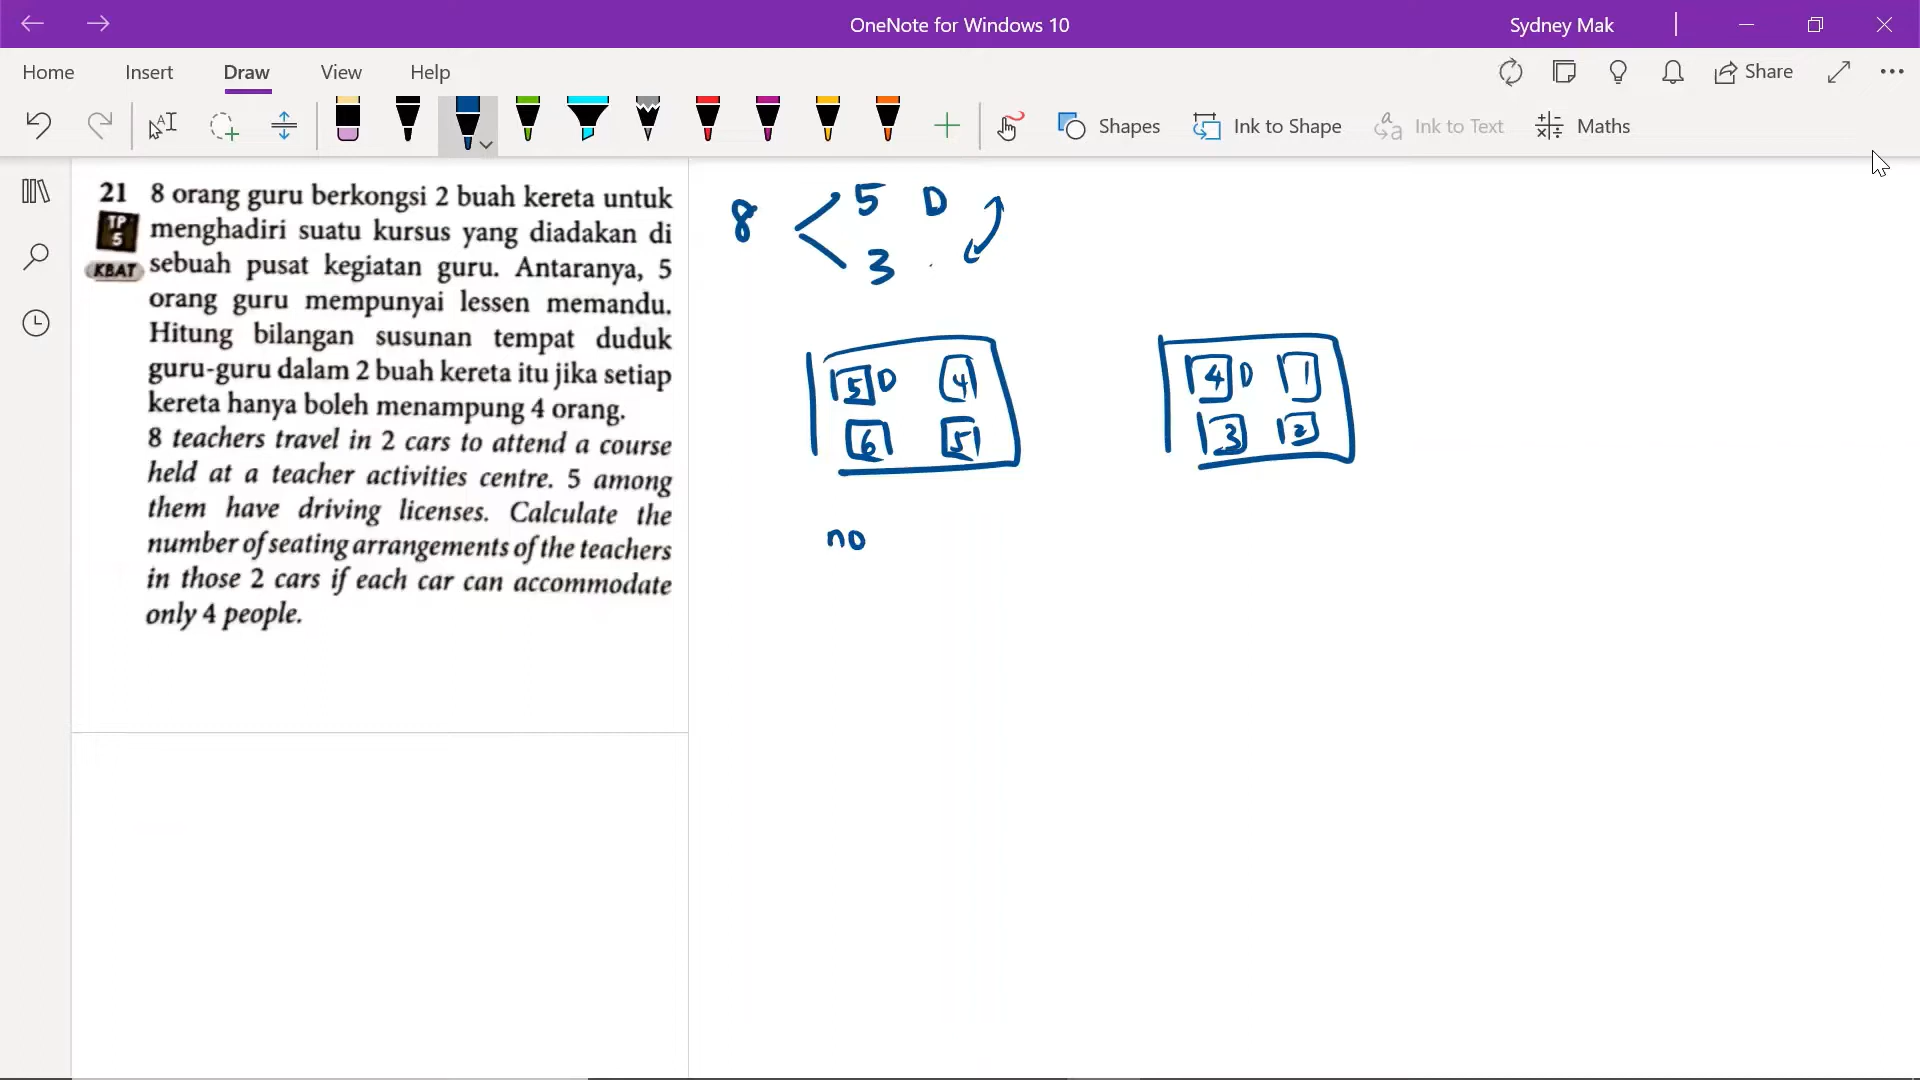 OneNote for Windows 10
Sydney Mak
Home Insert Draw View Help
Share
Shapes Ink to Shape Ink to Text Maths
21 8 orang guru berkongsi 2 buah kereta untuk
TP 5 menghadiri suatu kursus yang diadakan di
KBAT sebuah pusat kegiatan guru. Antaranya, 5
orang guru mempunyai lessen memandu.
Hitung bilangan susunan tempat duduk
guru-guru dalam 2 buah kereta itu jika setiap
kereta hanya boleh menampung 4 orang.
8 teachers travel in 2 cars to attend a course
held at a teacher activities centre. 5 among
them have driving licenses. Calculate the
number of seating arrangements of the teachers
in those 2 cars if each car can accommodate
only 4 people.
8 < 5 D
3
5 D 4
6 5
4 D 1
3 2
no